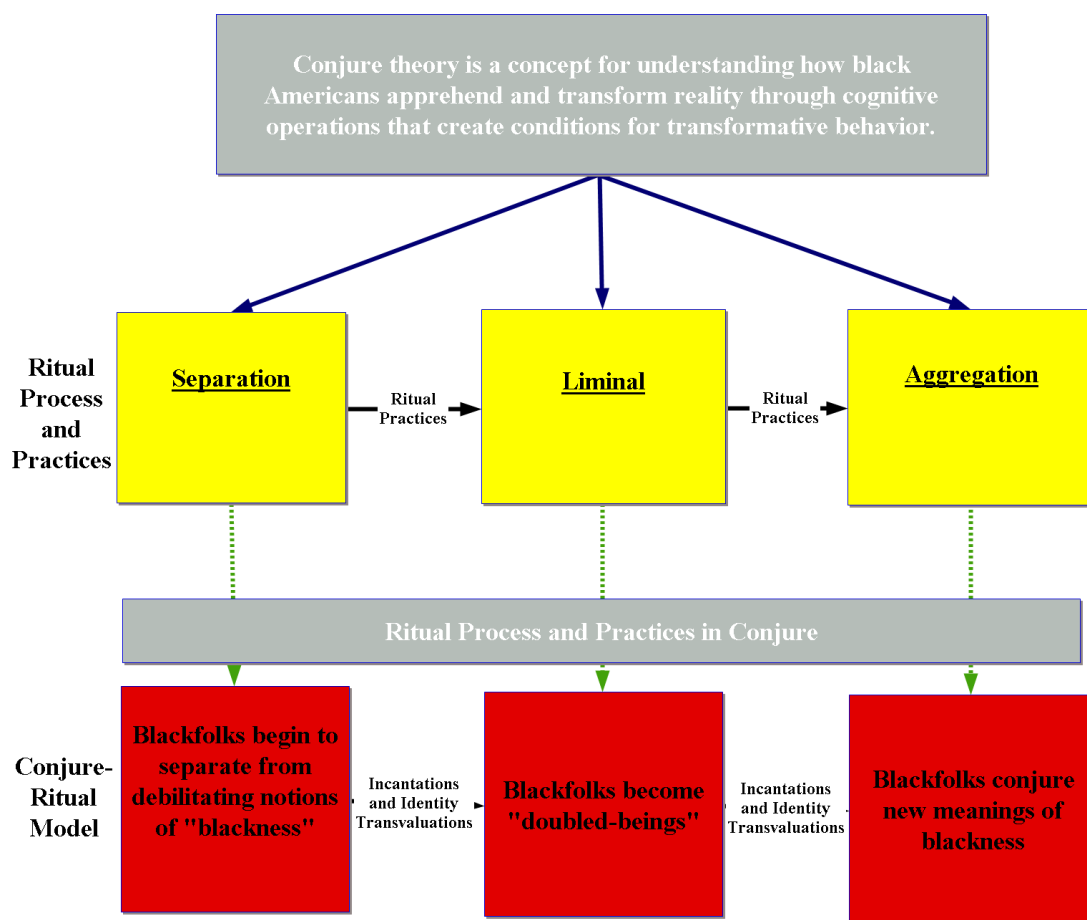 Conjure theory is a concept for understanding how black
Americans apprehend and transform reality through cognitive
operations that create conditions for transformative behavior.
Ritual
Process
and
Practices
Separation
Ritual
Practices
Liminal
Ritual
Practices
Aggregation
Ritual Process and Practices in Conjure
Conjure-
Ritual
Model
Blackfolks begin to
separate from
debilitating notions
of "blackness"
Incantations
and Identity
Transvaluations
Blackfolks become
"doubled-beings"
Incantations
and Identity
Transvaluations
Blackfolks conjure
new meanings of
blackness